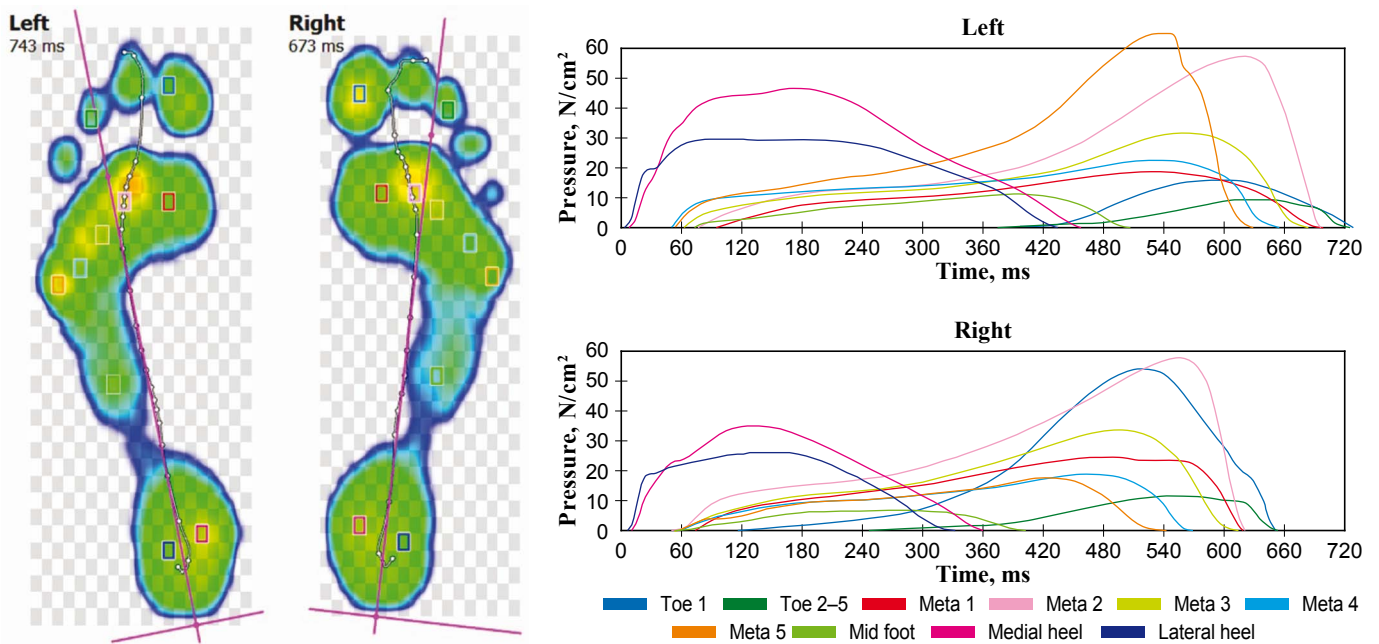 Left
743 ms
Right
673 ms
Left
Pressure, N/cm²
60
50
40
30
20
10
0
0 60 120 180 240 300 360 420 480 540 600 660 720
Time, ms
Right
Pressure, N/cm²
60
50
40
30
20
10
0
0 60 120 180 240 300 360 420 480 540 600 660 720
Time, ms
Toe 1 Toe 2–5 Meta 1 Meta 2 Meta 3 Meta 4
Meta 5 Mid foot Medial heel Lateral heel